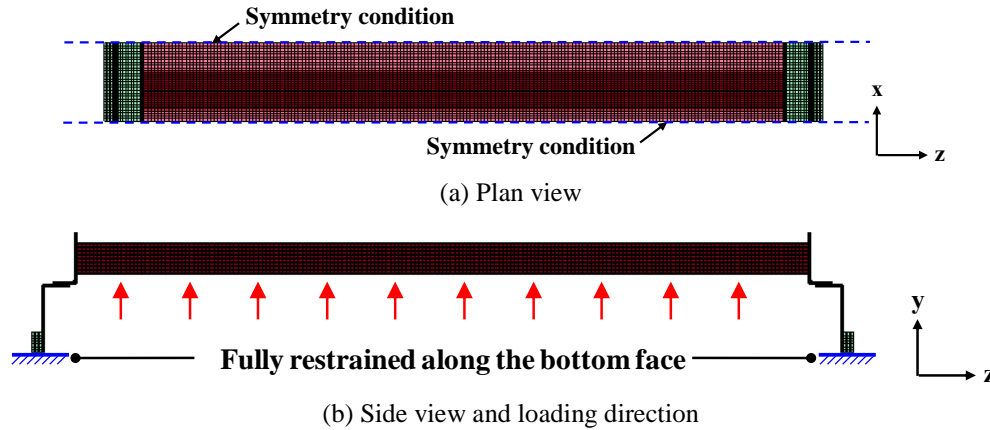 Symmetry condition
x
Symmetry condition
z
(a) Plan view
y
Fully restrained along the bottom face
z
(b) Side view and loading direction